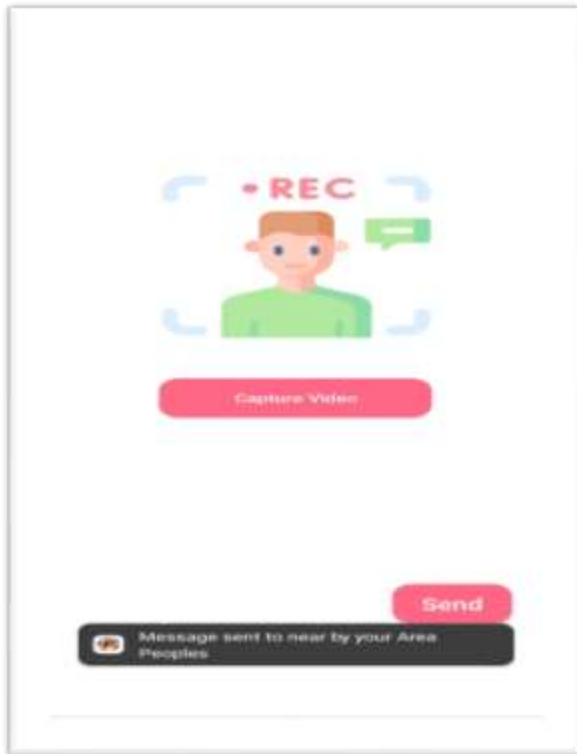 • REC
Capture Video
Send
Message sent to near by your Area
Peoples